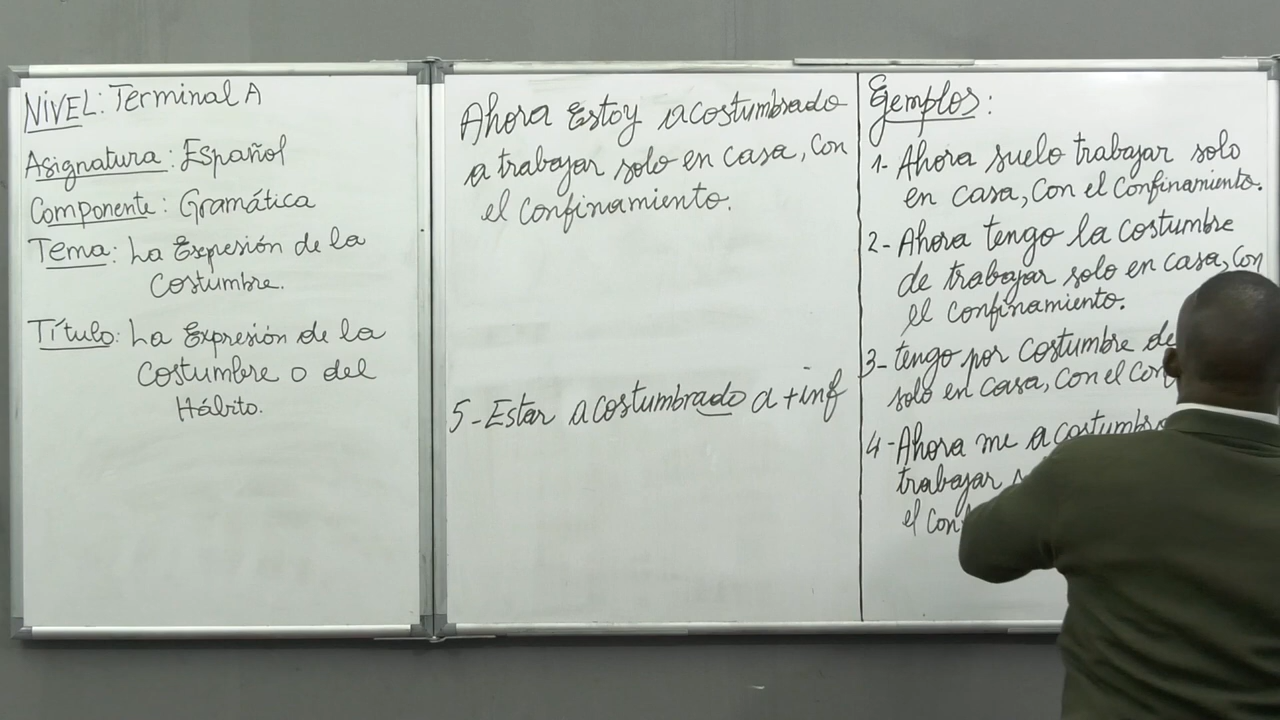 NIVEL: Terminal A
Asignatura: Español
Componente: Gramática
Tema: La Expresión de la
Costumbre.
Título: La Expresión de la
Costumbre o del
Hábito.
Ahora Estoy acostumbrado
a trabajar solo en casa, con
el confinamiento.
5-Estar acostumbrado a +inf
Ejemplos:
1- Ahora suelo trabajar solo
en casa, con el confinamiento.
2- Ahora tengo la costumbre
de trabajar solo en casa, con
el confinamiento.
3- tengo por costumbre de
solo en casa, con el
4-Ahora me
trabajar
el